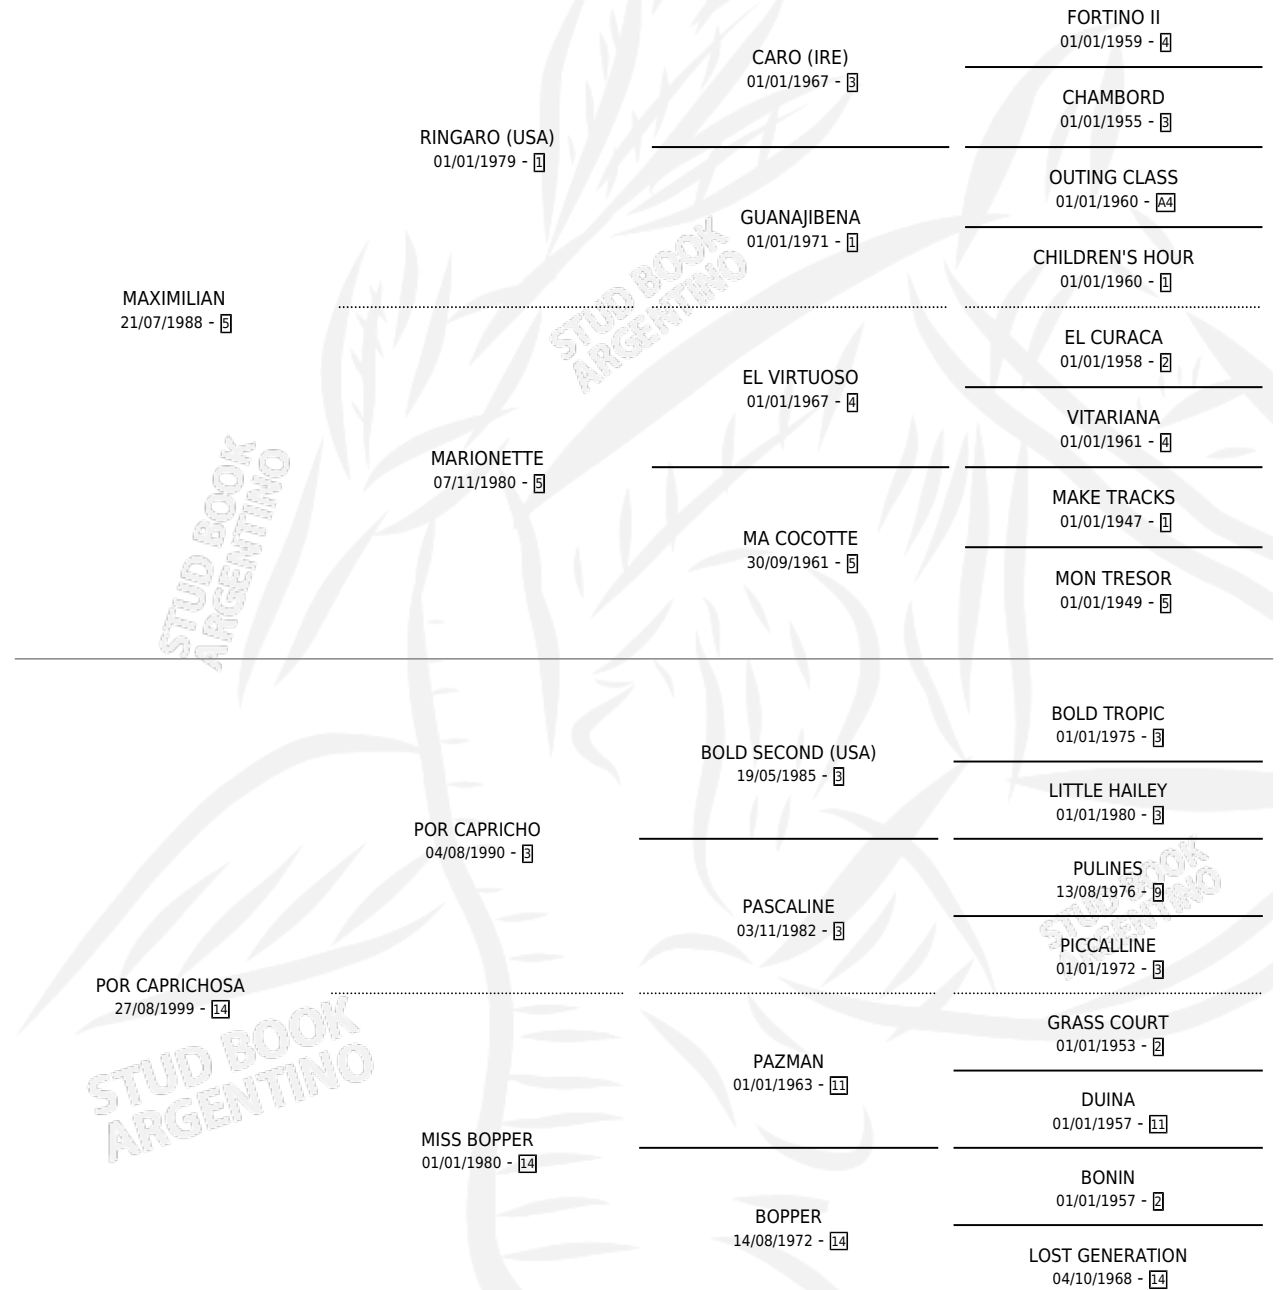 FORTINO II
01/01/1959 - 4
CARO (IRE)
01/01/1967 - 3
CHAMBORD
01/01/1955 - 3
RINGARO (USA)
01/01/1979 - 1
OUTING CLASS
01/01/1960 - A4
GUANAJIBENA
01/01/1971 - 1
CHILDREN'S HOUR
01/01/1960 - 1
MAXIMILIAN
21/07/1988 - 5
EL CURACA
01/01/1958 - 2
EL VIRTUOSO
01/01/1967 - 4
VITARIANA
01/01/1961 - 4
MARIONETTE
07/11/1980 - 5
MAKE TRACKS
01/01/1947 - 1
MA COCOTTE
30/09/1961 - 5
MON TRESOR
01/01/1949 - 5
BOLD TROPIC
01/01/1975 - 3
BOLD SECOND (USA)
19/05/1985 - 3
LITTLE HAILEY
01/01/1980 - 3
POR CAPRICHO
04/08/1990 - 3
PULINES
13/08/1976 - 9
PASCALINE
03/11/1982 - 3
PICCALLINE
01/01/1972 - 3
POR CAPRICHOSA
27/08/1999 - 14
GRASS COURT
01/01/1953 - 2
PAZMAN
01/01/1963 - 11
DUINA
01/01/1957 - 11
MISS BOPPER
01/01/1980 - 14
BONIN
01/01/1957 - 2
BOPPER
14/08/1972 - 14
LOST GENERATION
04/10/1968 - 14
STUD BOOK
ARGENTINO
STUD BOOK
ARGENTINO
STUD BOOK
ARGENTINO
STUD BOOK
ARGENTINO